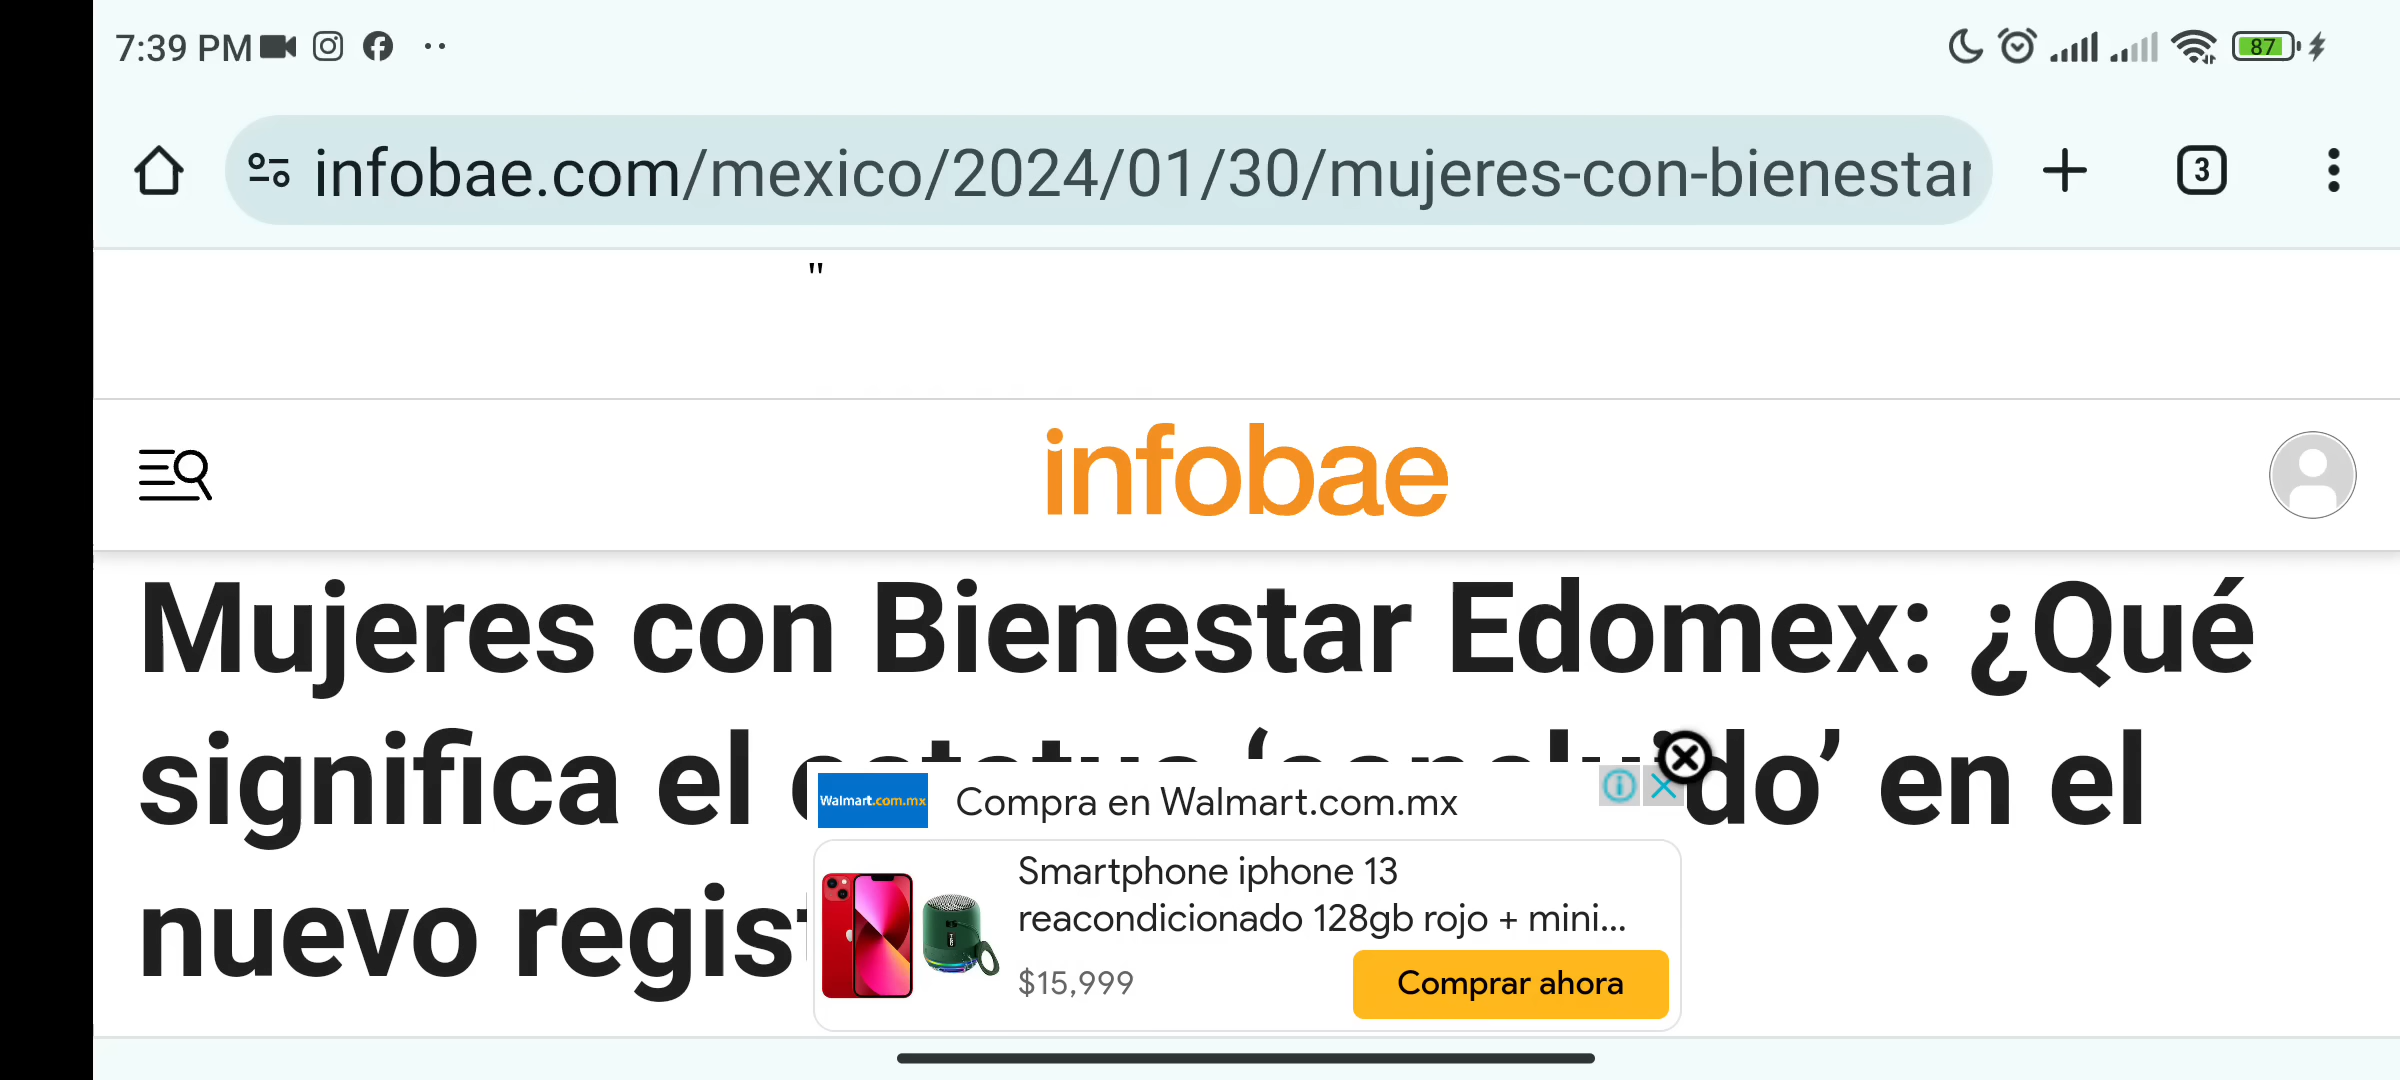 7:39 PM
87
infobae.com/mexico/2024/01/30/mujeres-con-bienestar
3
"
infobae
Mujeres con Bienestar Edomex: ¿Qué
significa el estatus ‘concluido’ en el
nuevo regis
Walmart.com.mx
Compra en Walmart.com.mx
Smartphone iphone 13
reacondicionado 128gb rojo + mini...
$15,999
Comprar ahora